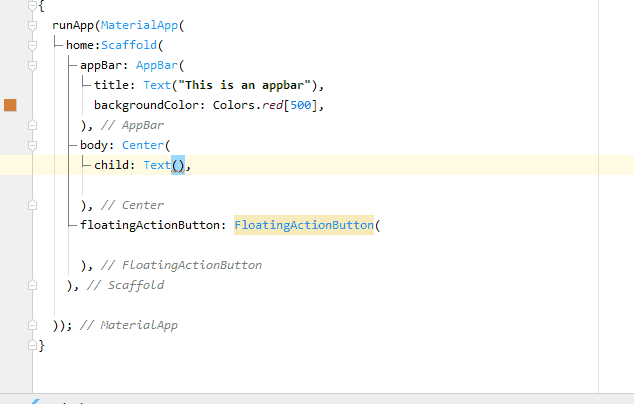 {
runApp(MaterialApp(
home:Scaffold(
appBar: AppBar(
title: Text("This is an appbar"),
backgroundColor: Colors.red[500],
), // AppBar
body: Center(
child: Text(),
), // Center
floatingActionButton: FloatingActionButton(
), // FloatingActionButton
), // Scaffold
)); // MaterialApp
}